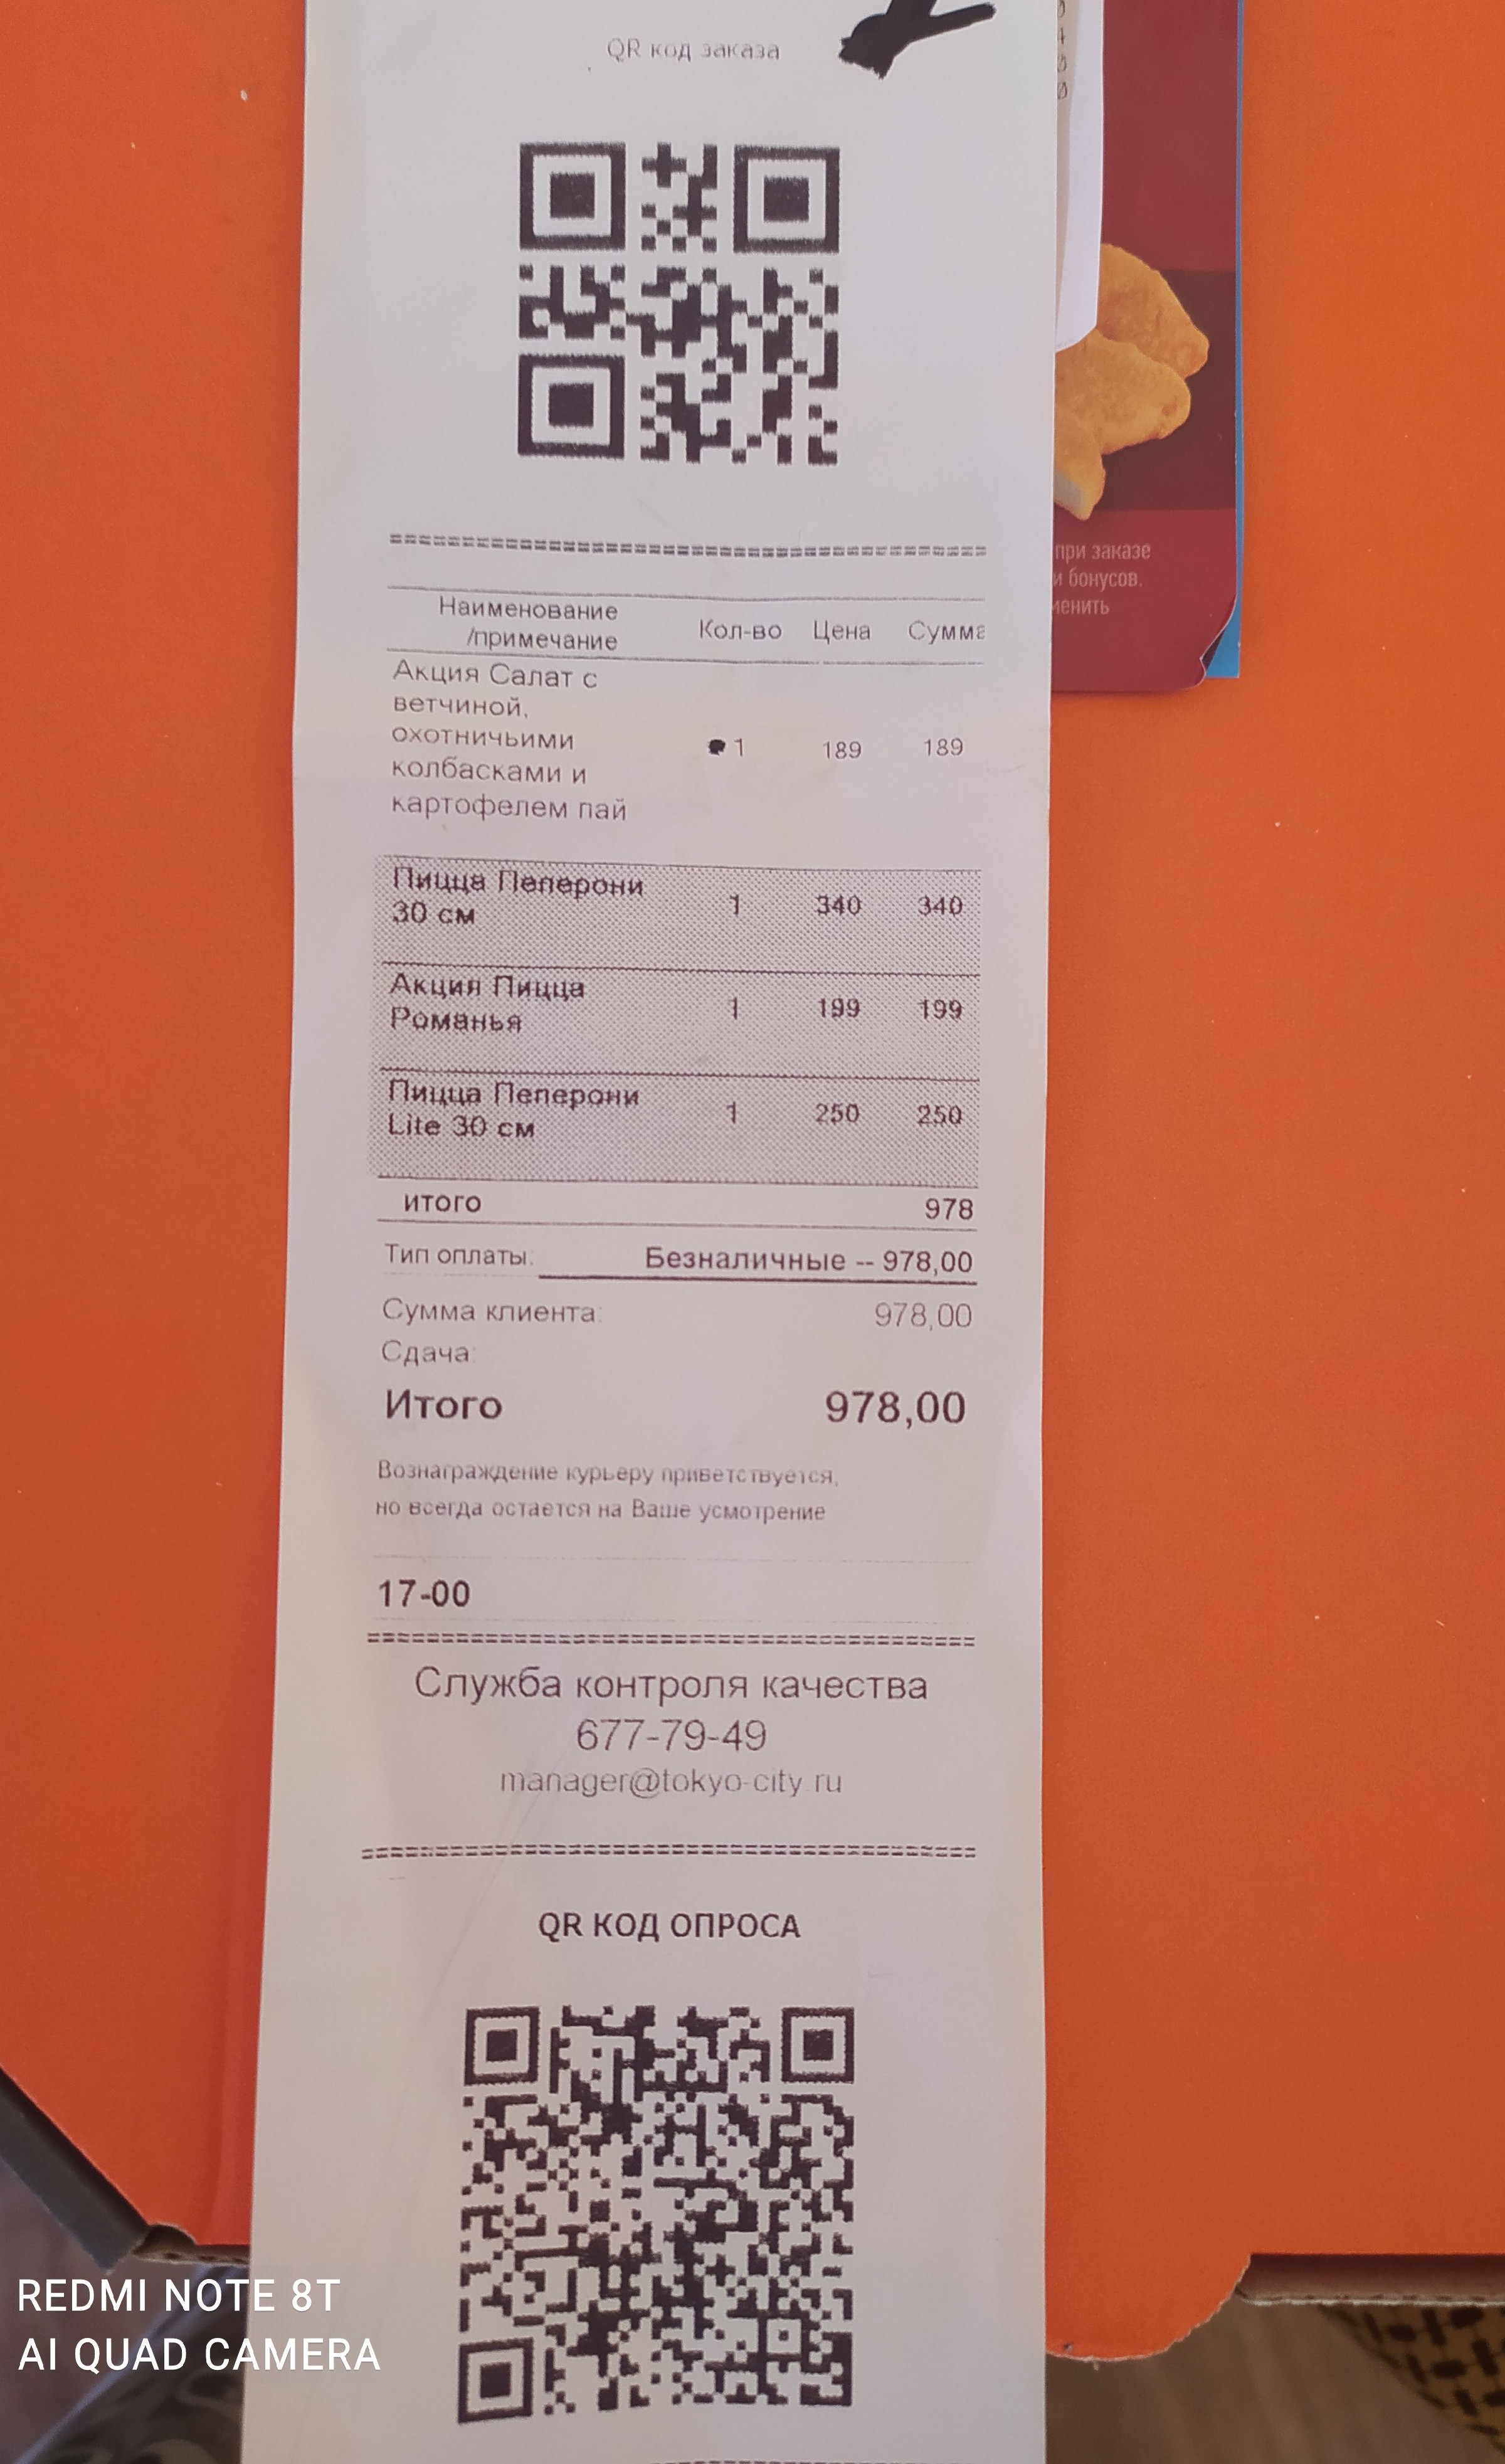 QR код заказа
при заказе
и бонусов.
менить
Наименование
/примечание
Кол-во Цена Сумма
Акция Салат с
ветчиной,
охотничьими
колбасками и
картофелем пай
1 189 189
Пицца Пеперони
30 см
1 340 340
Акция Пицца
Романья
1 199 199
Пицца Пеперони
Lite 30 см
1 250 250
итого 978
Тип оплаты: Безналичные -- 978,00
Сумма клиента: 978,00
Сдача:
Итого 978,00
Вознаграждение курьеру приветствуется,
но всегда остается на Ваше усмотрение
17-00
Служба контроля качества
677-79-49
manager@tokyo-city.ru
QR КОД ОПРОСА
REDMI NOTE 8T
AI QUAD CAMERA